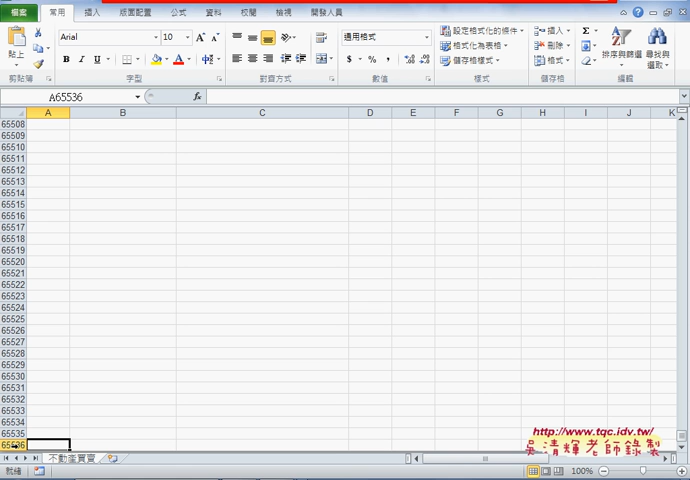 檔案 常用 插入 版面配置 公式 資料 校閱 檢視 開發人員
Arial 10 通用格式 設定格式化的條件 插入 Σ
貼上 格式化為表格 刪除 排序與篩選 尋找與
B I U $ % , 儲存格樣式 格式 選取
剪貼簿 字型 對齊方式 數值 樣式 儲存格 編輯
A65536 fx
A B C D E F G H I J K
65508
65509
65510
65511
65512
65513
65514
65515
65516
65517
65518
65519
65520
65521
65522
65523
65524
65525
65526
65527
65528
65529
65530
65531
65532
65533
65534
65535
65536
http://www.tqc.idv.tw/
吳清輝老師錄製
不動產買賣
就緒 100%